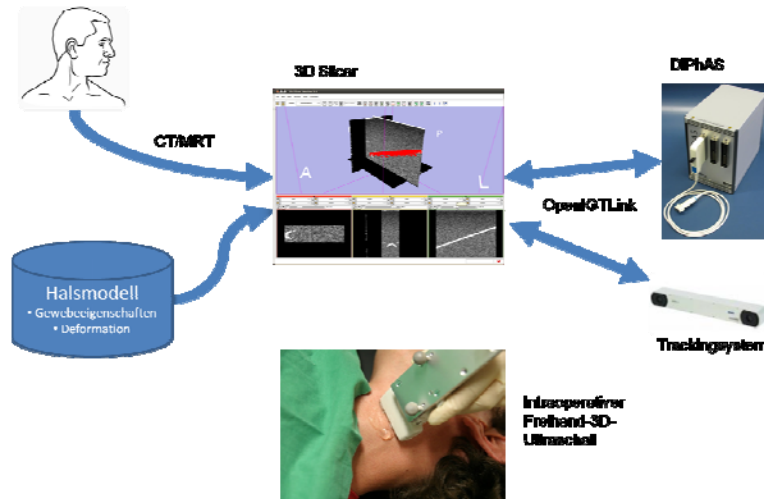 3D Slicer
DiPhAS
CT/MRT
P
A
L
OpenIGTLink
Halsmodell
• Gewebeeigenschaften
• Deformation
Trackingsystem
Intraoperativer
Freihand-3D-
Ultraschall